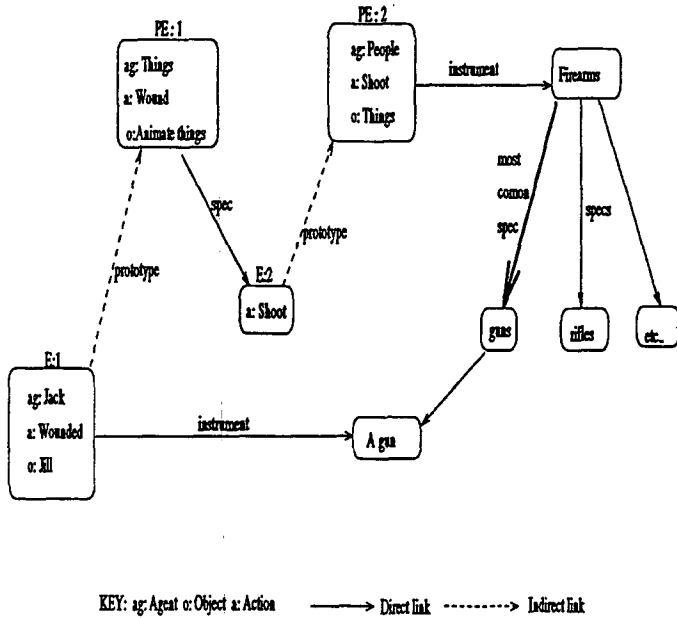 PE: 1
ag: Things
a: Wound
o:Animate things
PE: 2
ag: People
a: Shoot
o: Things
instrument
Firearms
most
comon
spec
specs
spec
prototype
prototype
E:2
a: Shoot
guns
rifles
etc..
E:1
ag: Jack
a: Wounded
o: Jill
instrument
A gun
KEY: ag: Agent o: Object a: Action Direct link Indirect link